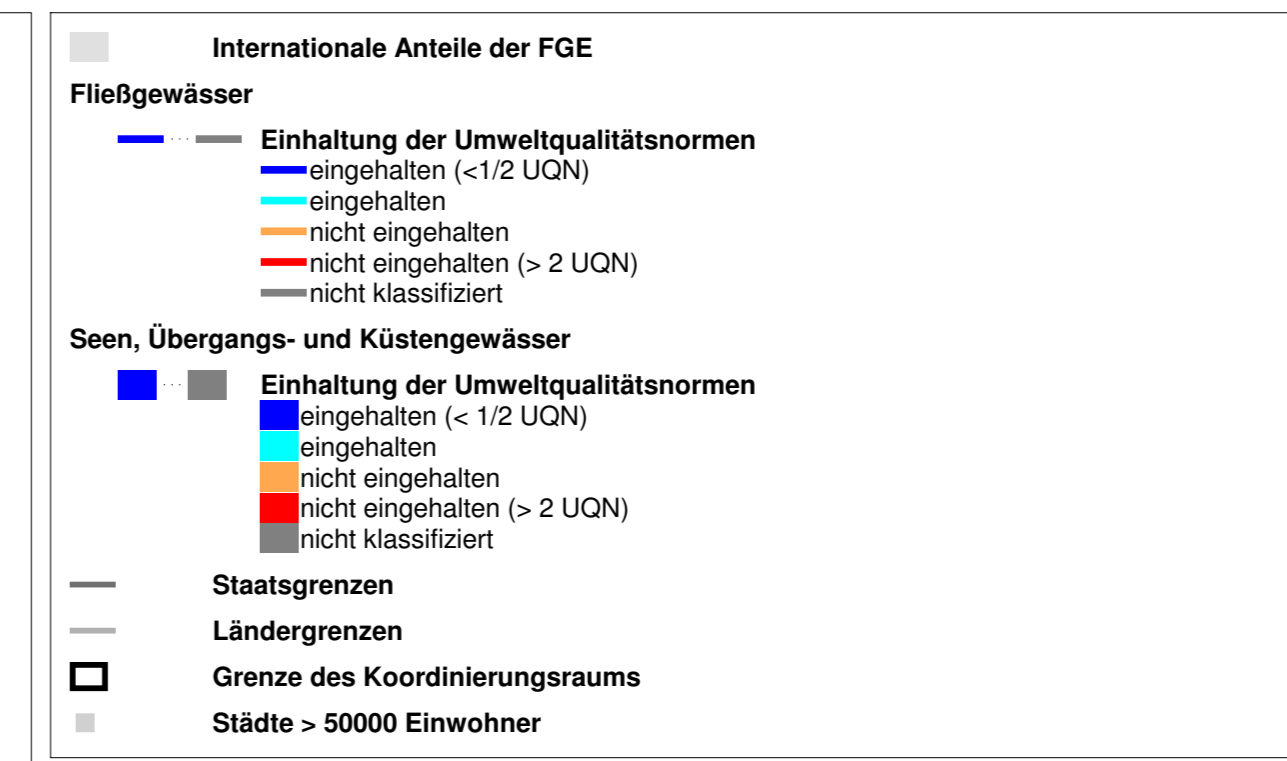 Internationale Anteile der FGE
Fließgewässer
Einhaltung der Umweltqualitätsnormen
eingehalten (<1/2 UQN)
eingehalten
nicht eingehalten
nicht eingehalten (> 2 UQN)
nicht klassifiziert
Seen, Übergangs- und Küstengewässer
Einhaltung der Umweltqualitätsnormen
eingehalten (< 1/2 UQN)
eingehalten
nicht eingehalten
nicht eingehalten (> 2 UQN)
nicht klassifiziert
Staatsgrenzen
Ländergrenzen
Grenze des Koordinierungsraums
Städte > 50000 Einwohner